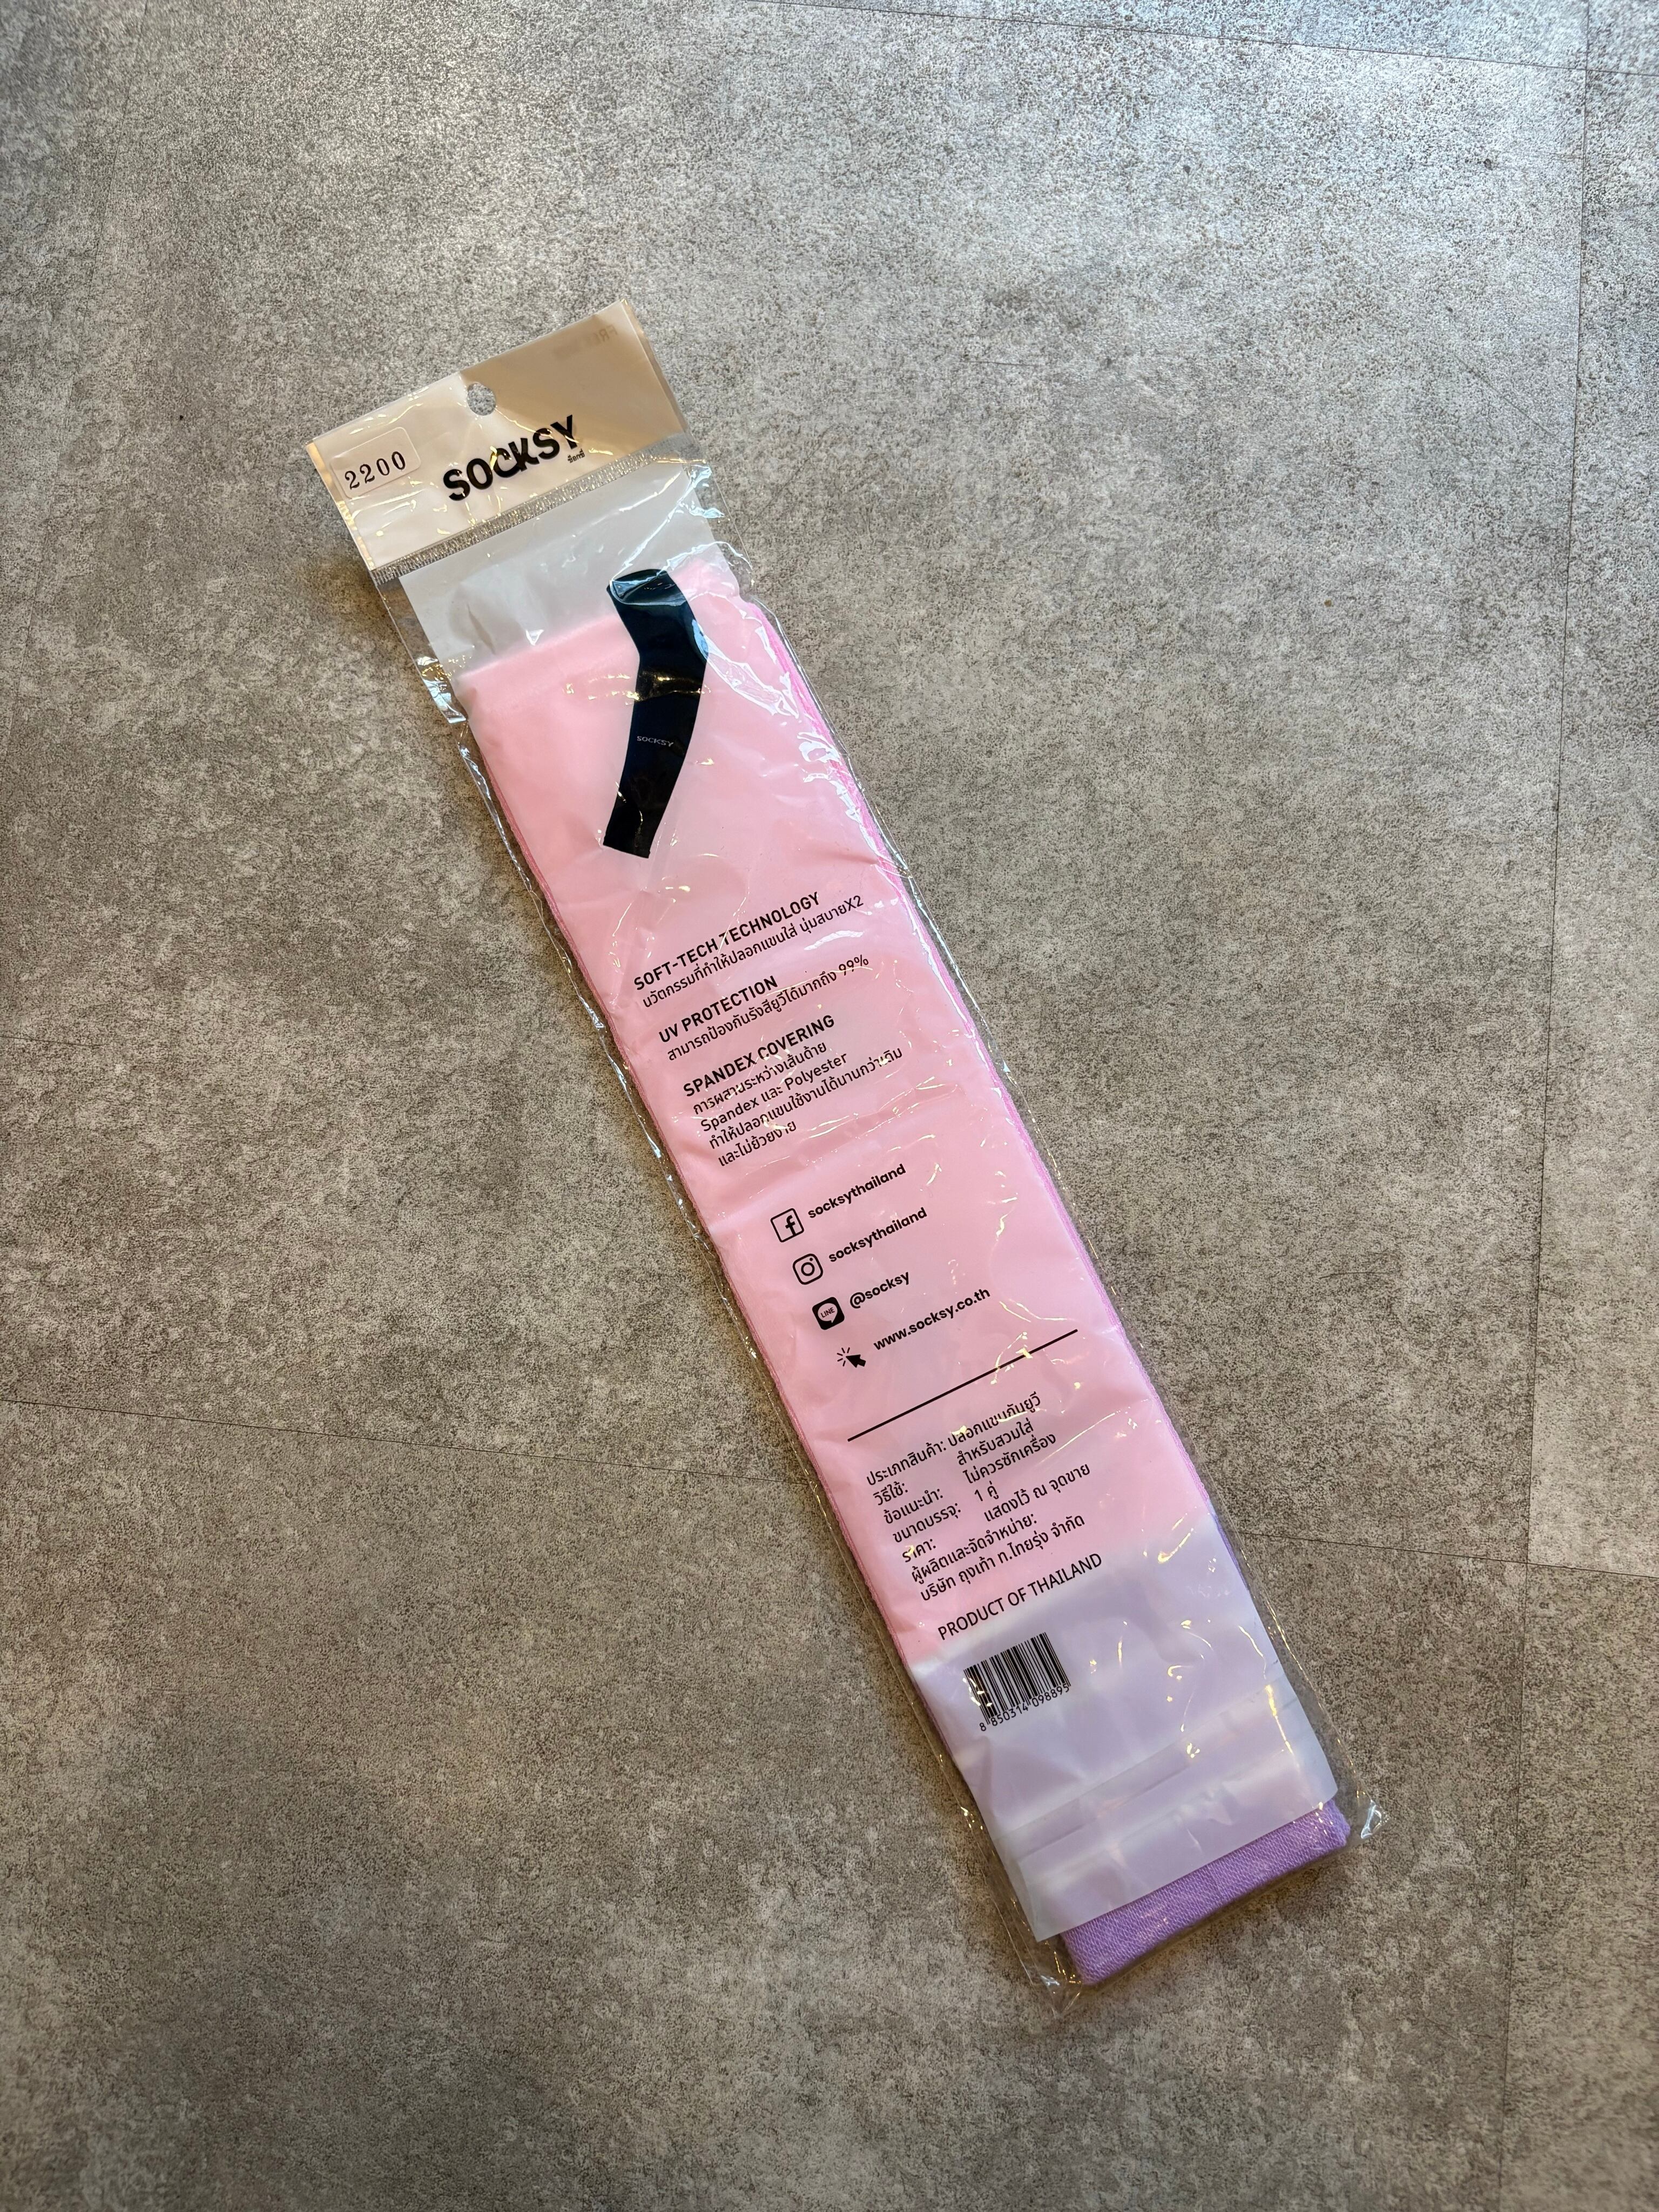 2200
SOCKSY
ซ็อกซี่
SOCKSY
SOFT-TECH TECHNOLOGY
นวัตกรรมที่ทำให้ปลอกแขนใส่ นุ่มสบายX2
UV PROTECTION
สามารถป้องกันรังสียูวีได้มากถึง 99%
SPANDEX COVERING
การผสานระหว่างเส้นด้าย
Spandex และ Polyester
ทำให้ปลอกแขนใช้งานได้นานกว่าเดิม
และไม่ย้วยง่าย
socksythailand
socksythailand
LINE @socksy
www.socksy.co.th
ประเภทสินค้า: ปลอกแขนกันยูวี
วิธีใช้: สำหรับสวมใส่
ข้อแนะนำ: ไม่ควรซักเครื่อง
ขนาดบรรจุ: 1 คู่
ราคา: แสดงไว้ ณ จุดขาย
ผู้ผลิตและจัดจำหน่าย:
บริษัท ถุงเท้า ท.ไทยรุ่ง จำกัด
PRODUCT OF THAILAND
8 850314 098895